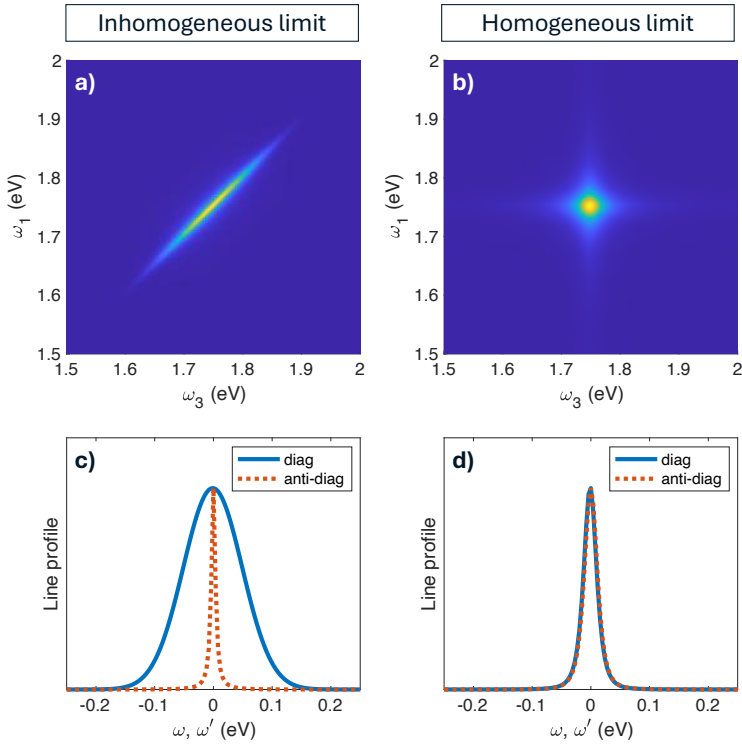 Inhomogeneous limit
Homogeneous limit
a)
2
1.9
1.8
1.7
1.6
1.5
ω1 (eV)
1.5 1.6 1.7 1.8 1.9 2
ω3 (eV)
b)
2
1.9
1.8
1.7
1.6
1.5
ω1 (eV)
1.5 1.6 1.7 1.8 1.9 2
ω3 (eV)
c)
diag
anti-diag
Line profile
-0.2 -0.1 0 0.1 0.2
ω, ω′ (eV)
d)
diag
anti-diag
Line profile
-0.2 -0.1 0 0.1 0.2
ω, ω′ (eV)